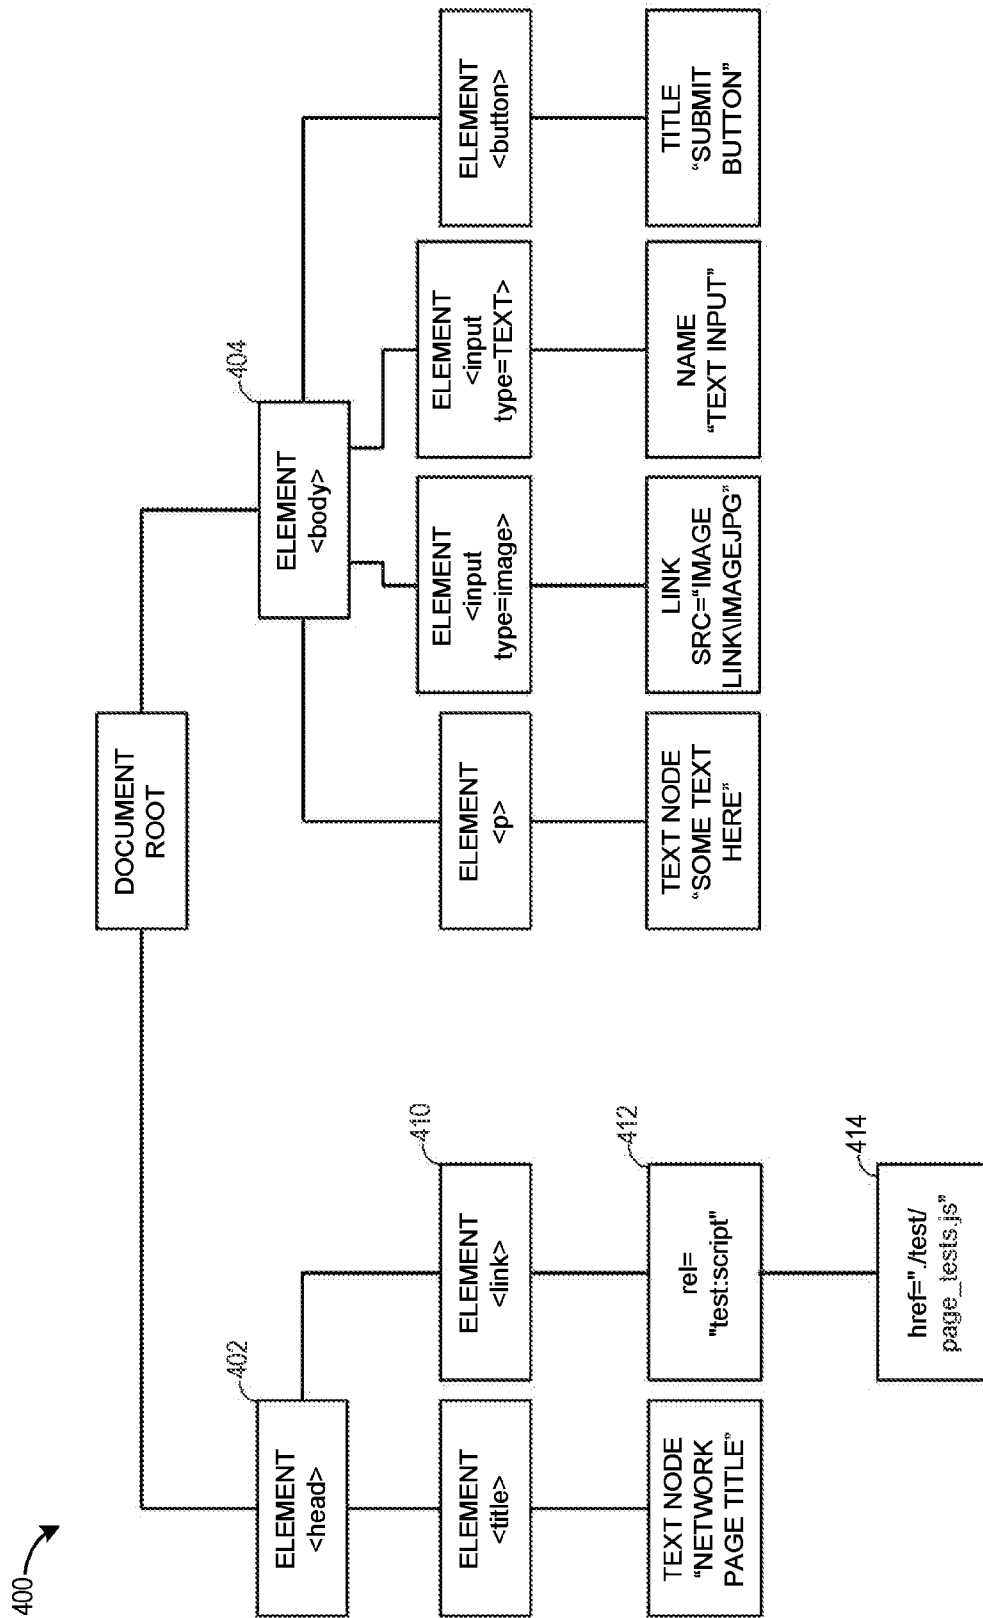 400
DOCUMENT
ROOT
402
ELEMENT
<head>
404
ELEMENT
<body>
ELEMENT
<title>
410
ELEMENT
<link>
ELEMENT
<p>
ELEMENT
<input
type=image>
ELEMENT
<input
type=TEXT>
ELEMENT
<button>
TEXT NODE
"NETWORK
PAGE TITLE"
412
rel=
"test:script"
TEXT NODE
"SOME TEXT
HERE"
LINK
SRC="IMAGE
LINK\IMAGEJPG"
NAME
"TEXT INPUT"
TITLE
"SUBMIT
BUTTON"
414
href="./test/
page_tests.js"